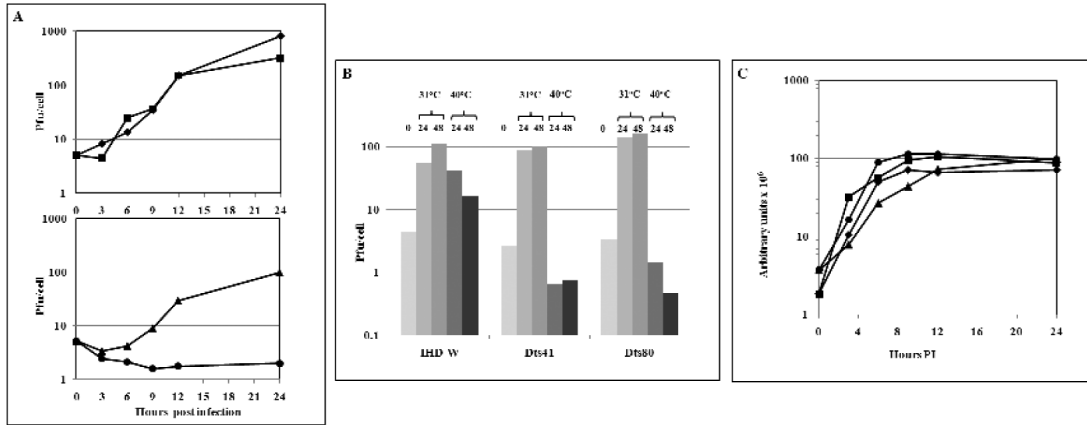 A
Pfu/cell
1000
100
10
1
0 3 6 9 12 15 18 21 24
Pfu/cell
1000
100
10
1
0 3 6 9 12 15 18 21 24
Hours post infection
B
31°C 40°C 31°C 40°C 31°C 40°C
0 24 48 24 48 0 24 48 24 48 0 24 48 24 48
Pfu/cell
100
10
1
0.1
IHD W Dts41 Dts80
C
Arbitrary units x 10⁶
1000
100
10
1
0 4 8 12 16 20 24
Hours PI